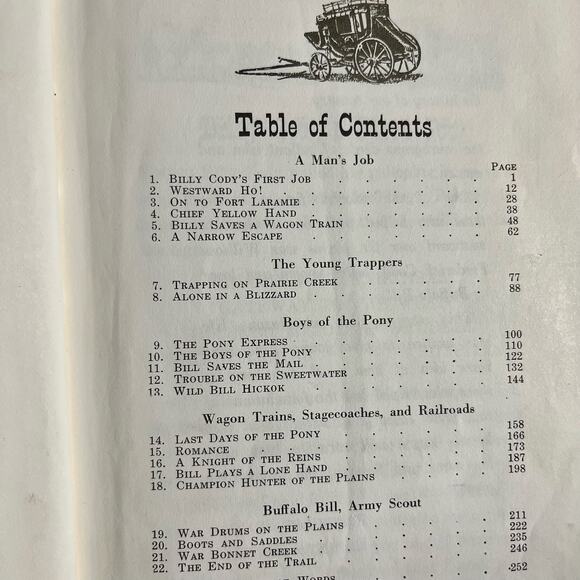 Table of Contents
A Man's Job
PAGE
1. BILLY CODY'S FIRST JOB 1
2. WESTWARD HO! 12
3. ON TO FORT LARAMIE 28
4. CHIEF YELLOW HAND 38
5. BILLY SAVES A WAGON TRAIN 48
6. A NARROW ESCAPE 62
The Young Trappers
7. TRAPPING ON PRAIRIE CREEK 77
8. ALONE IN A BLIZZARD 88
Boys of the Pony
9. THE PONY EXPRESS 100
10. THE BOYS OF THE PONY 110
11. BILL SAVES THE MAIL 122
12. TROUBLE ON THE SWEETWATER 132
13. WILD BILL HICKOK 144
Wagon Trains, Stagecoaches, and Railroads
14. LAST DAYS OF THE PONY 158
15. ROMANCE 166
16. A KNIGHT OF THE REINS 173
17. BILL PLAYS A LONE HAND 187
18. CHAMPION HUNTER OF THE PLAINS 198
Buffalo Bill, Army Scout
19. WAR DRUMS ON THE PLAINS 211
20. BOOTS AND SADDLES 222
21. WAR BONNET CREEK 235
22. THE END OF THE TRAIL 246
WORDS 252